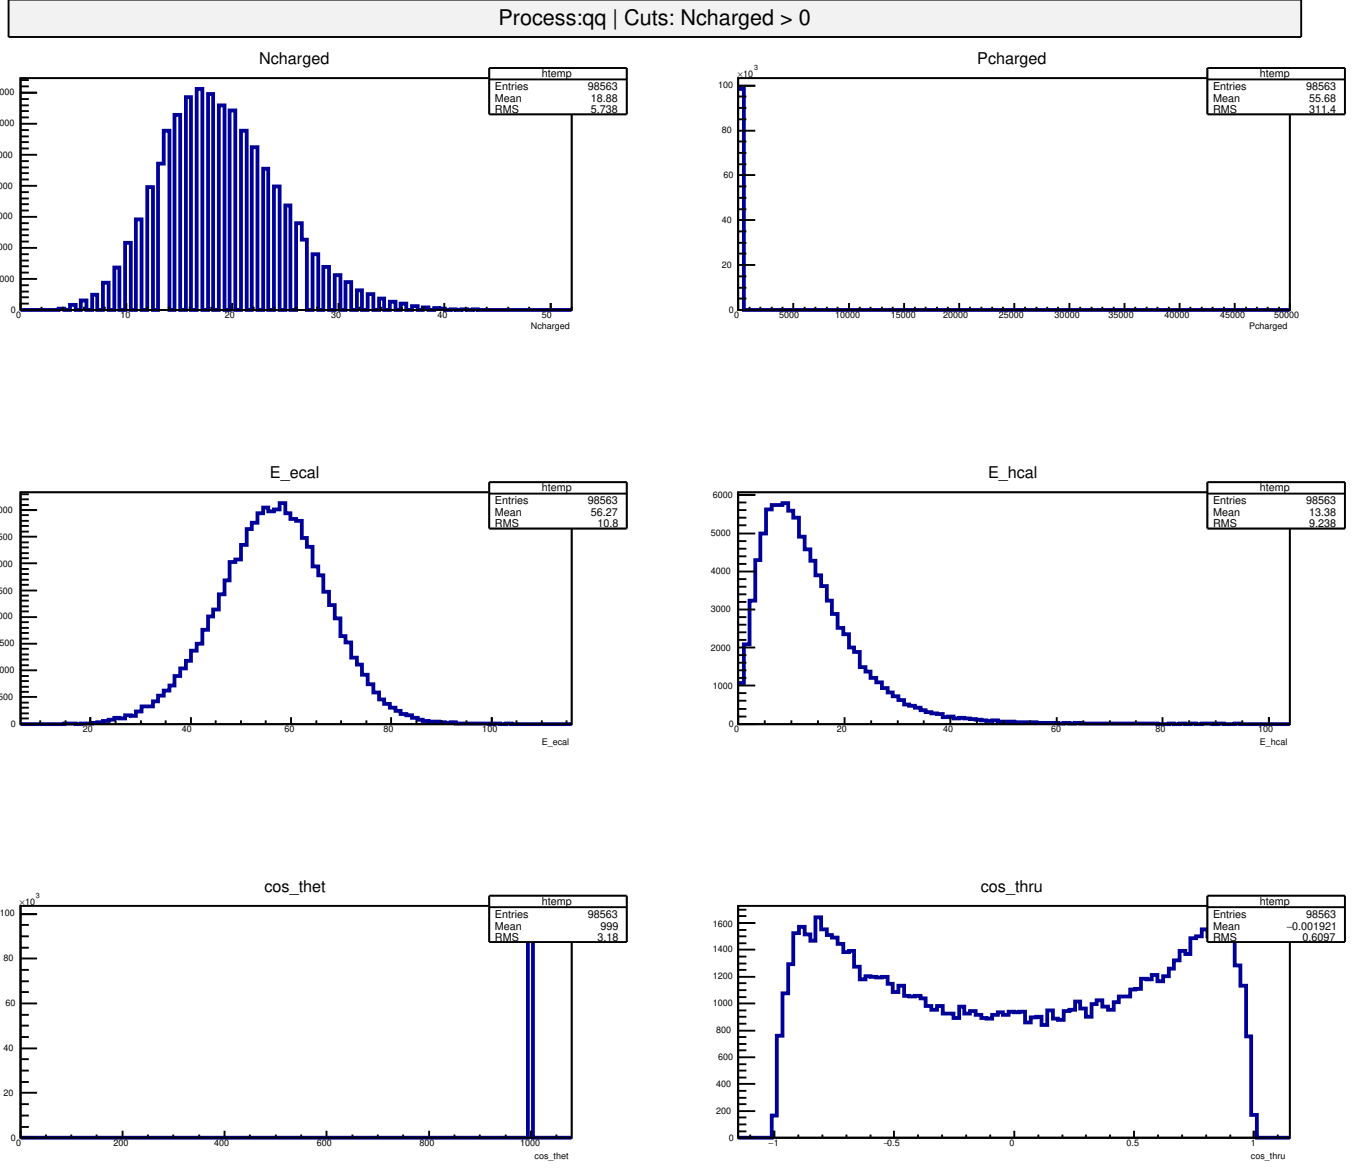 Process:qq | Cuts: Ncharged > 0
Ncharged
htemp
Entries 98563
Mean 18.88
RMS 5.738
0 10 20 30 40 50
Ncharged
Pcharged
×10³
htemp
Entries 98563
Mean 55.68
RMS 311.4
100
80
60
40
20
0
0 5000 10000 15000 20000 25000 30000 35000 40000 45000 50000
Pcharged
E_ecal
htemp
Entries 98563
Mean 56.27
RMS 10.8
500
0
20 40 60 80 100
E_ecal
E_hcal
htemp
Entries 98563
Mean 13.38
RMS 9.238
6000
5000
4000
3000
2000
1000
0
0 20 40 60 80 100
E_hcal
cos_thet
×10³
htemp
Entries 98563
Mean 999
RMS 3.18
100
80
60
40
20
0
0 200 400 600 800 1000
cos_thet
cos_thru
htemp
Entries 98563
Mean −0.001921
RMS 0.6097
1600
1400
1200
1000
800
600
400
200
0
−1 −0.5 0 0.5 1
cos_thru